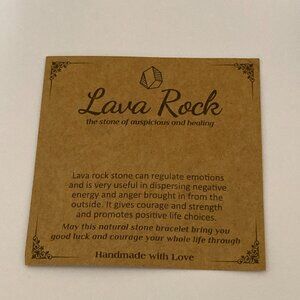 Lava Rock
the stone of auspicious and healing
Lava rock stone can regulate emotions
and is very useful in dispersing negative
energy and anger brought in from the
outside. It gives courage and strength
and promotes positive life choices.
May this natural stone bracelet bring you
good luck and courage your whole life through
Handmade with Love